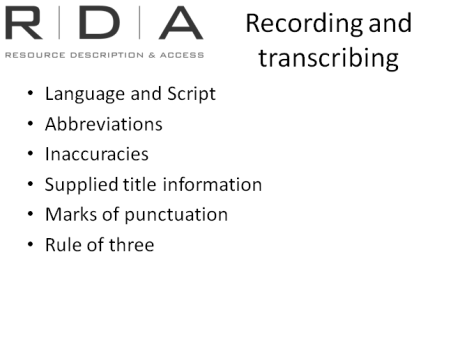 R|D|A
RESOURCE DESCRIPTION & ACCESS
Recording and
transcribing
• Language and Script
• Abbreviations
• Inaccuracies
• Supplied title information
• Marks of punctuation
• Rule of three